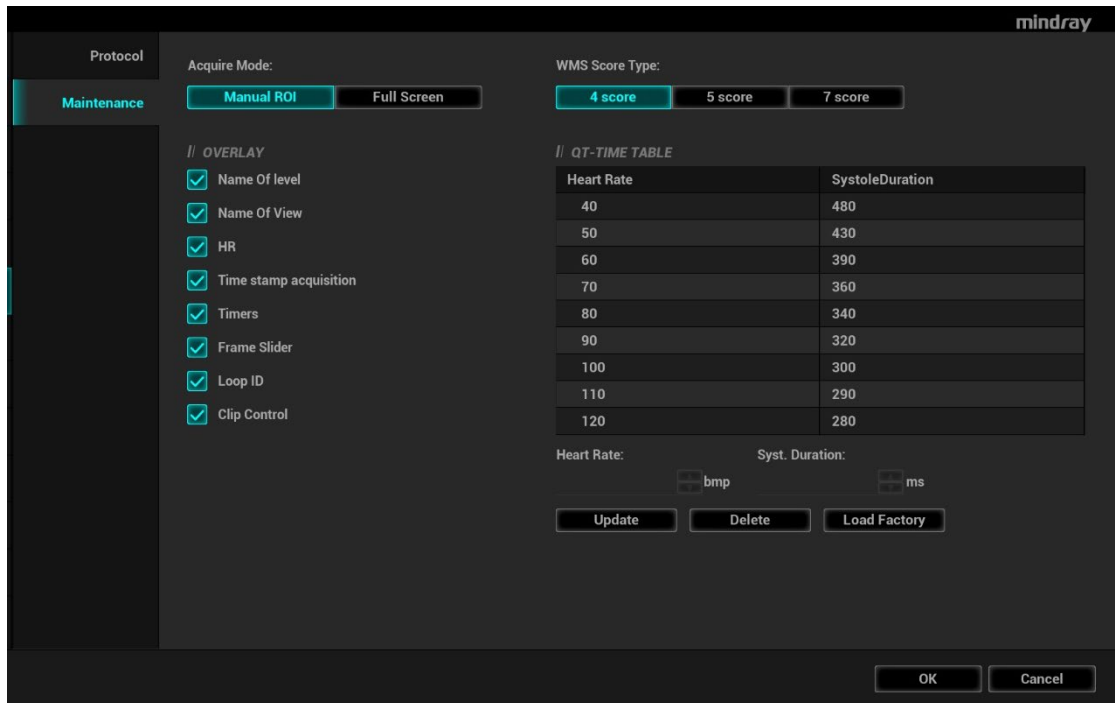 mindray
Protocol
Maintenance
Acquire Mode:
Manual ROI Full Screen
WMS Score Type:
4 score 5 score 7 score
// OVERLAY
Name Of level
Name Of View
HR
Time stamp acquisition
Timers
Frame Slider
Loop ID
Clip Control
// QT-TIME TABLE
Heart Rate SystoleDuration
40 480
50 430
60 390
70 360
80 340
90 320
100 300
110 290
120 280
Heart Rate: Syst. Duration:
bmp ms
Update Delete Load Factory
OK Cancel